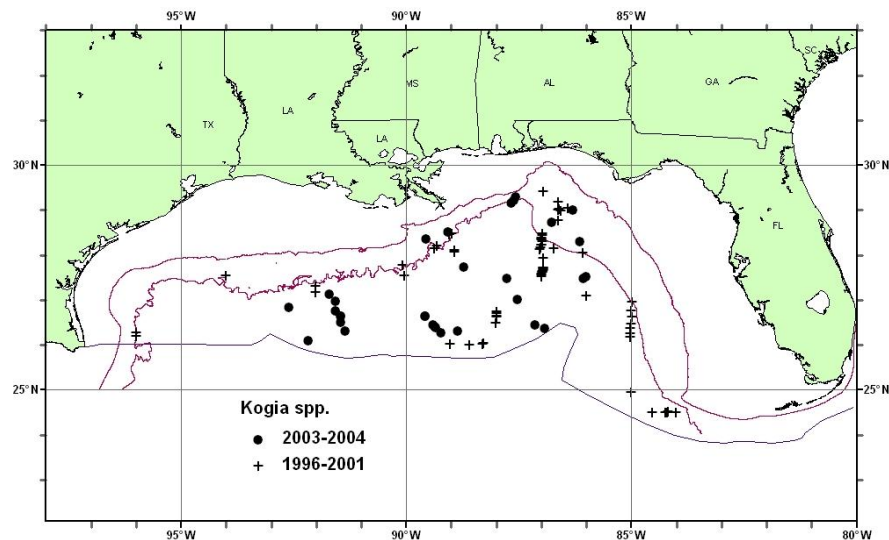 95°W 90°W 85°W
SC
MS AL GA
TX LA
LA
30°N 30°N
FL
25°N 25°N
Kogia spp.
2003-2004
1996-2001
95°W 90°W 85°W 80°W